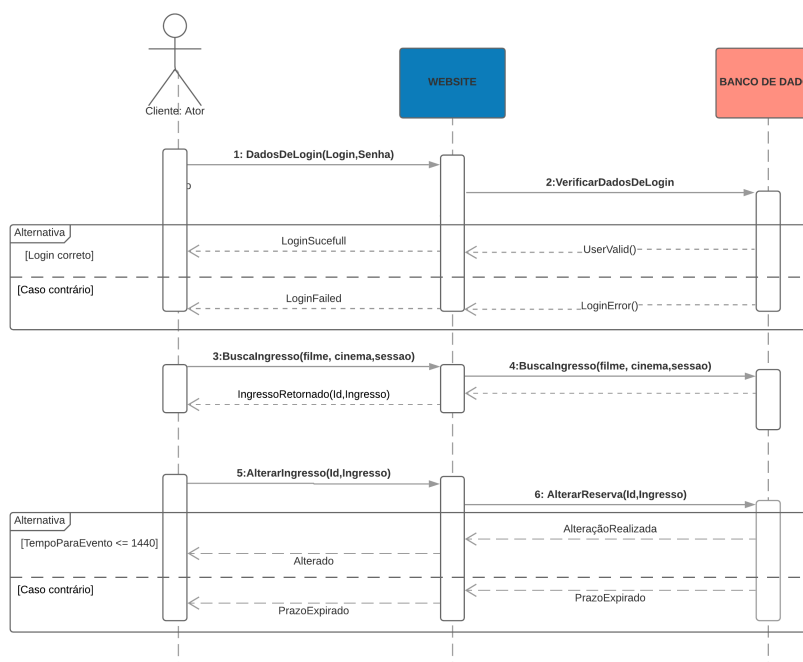 WEBSITE
BANCO DE DAD
Cliente: Ator
1: DadosDeLogin(Login,Senha)
2:VerificarDadosDeLogin
Alternativa
LoginSucefull
UserValid()
[Login correto]
[Caso contrário]
LoginFailed
LoginError()
3:BuscaIngresso(filme, cinema,sessao)
4:BuscaIngresso(filme, cinema,sessao)
IngressoRetornado(Id,Ingresso)
5:AlterarIngresso(Id,Ingresso)
6: AlterarReserva(Id,Ingresso)
Alternativa
AlteraçãoRealizada
[TempoParaEvento <= 1440]
Alterado
[Caso contrário]
PrazoExpirado
PrazoExpirado